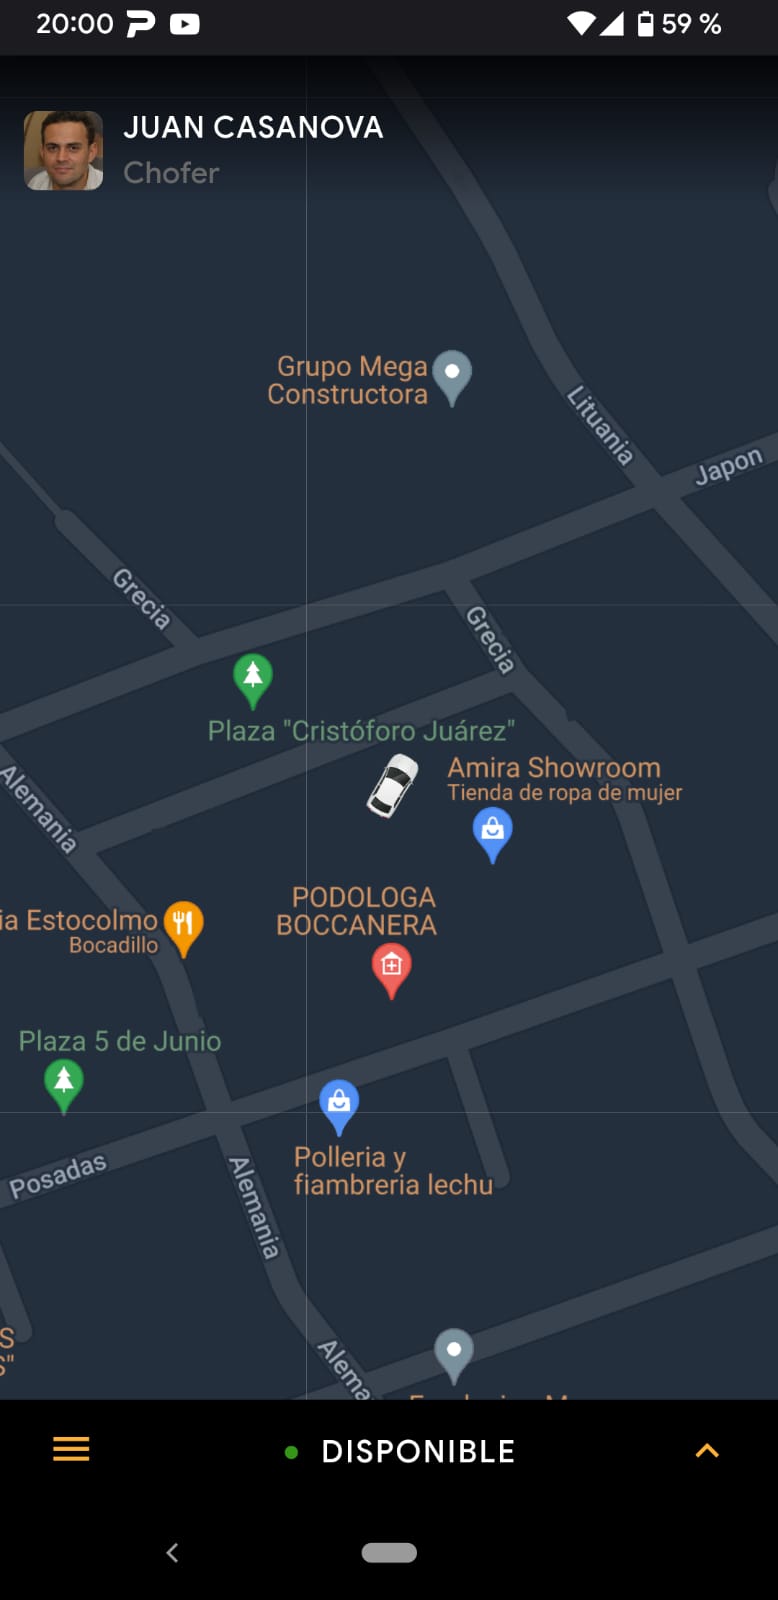 20:00
59 %
JUAN CASANOVA
Chofer
Grupo Mega
Constructora
Lituania
Japon
Grecia
Grecia
Plaza "Cristóforo Juárez"
Amira Showroom
Tienda de ropa de mujer
Alemania
PODOLOGA
BOCCANERA
ia Estocolmo
Bocadillo
Plaza 5 de Junio
Polleria y
fiambreria lechu
Posadas
Alemania
S
S"
Alema
DISPONIBLE